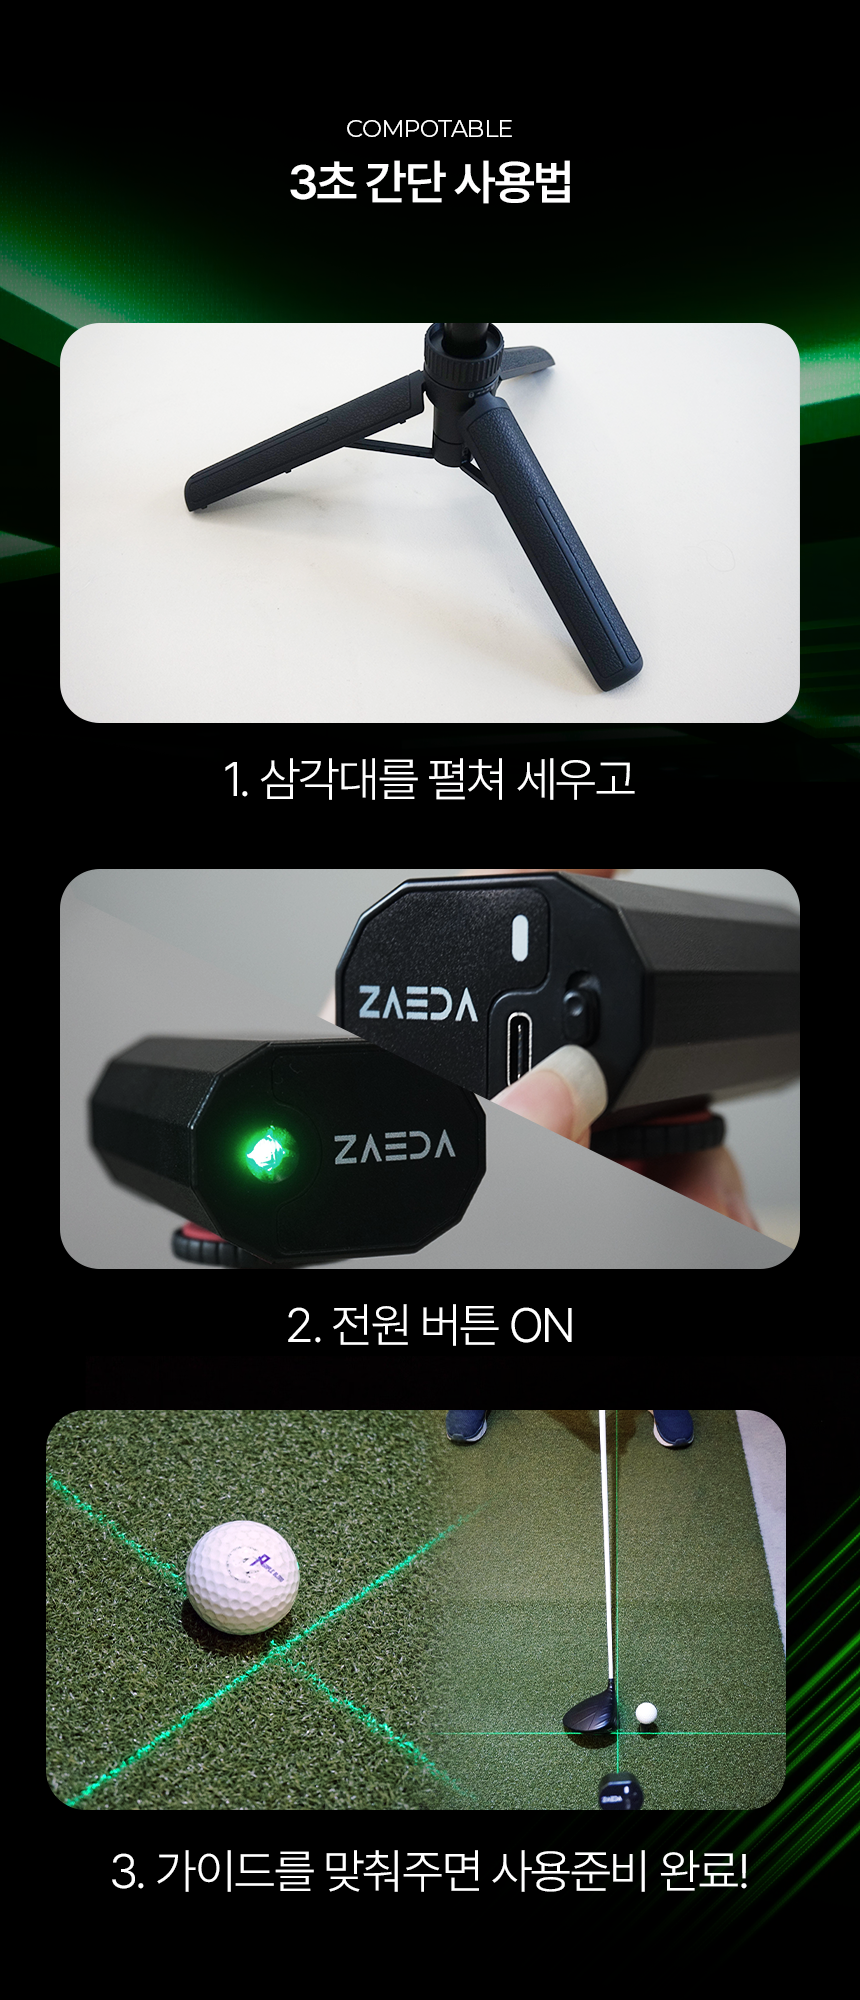 COMPOTABLE
3초 간단 사용법
1. 삼각대를 펼쳐 세우고
ZAEDA
ZAEDA
2. 전원 버튼 ON
ZAEDA
3. 가이드를 맞춰주면 사용준비 완료!